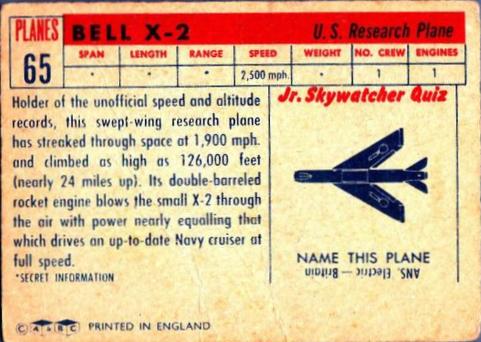 PLANES
65
BELL X-2
U. S. Research Plane
SPAN LENGTH RANGE SPEED WEIGHT NO. CREW ENGINES
* * * 2,500 mph. * 1 1
Holder of the unofficial speed and altitude
records, this swept-wing research plane
has streaked through space at 1,900 mph.
and climbed as high as 126,000 feet
(nearly 24 miles up). Its double-barreled
rocket engine blows the small X-2 through
the air with power nearly equalling that
which drives an up-to-date Navy cruiser at
full speed.
*SECRET INFORMATION
Jr. Skywatcher Quiz
NAME THIS PLANE
ANS. Electric — Britain
© A&BC PRINTED IN ENGLAND